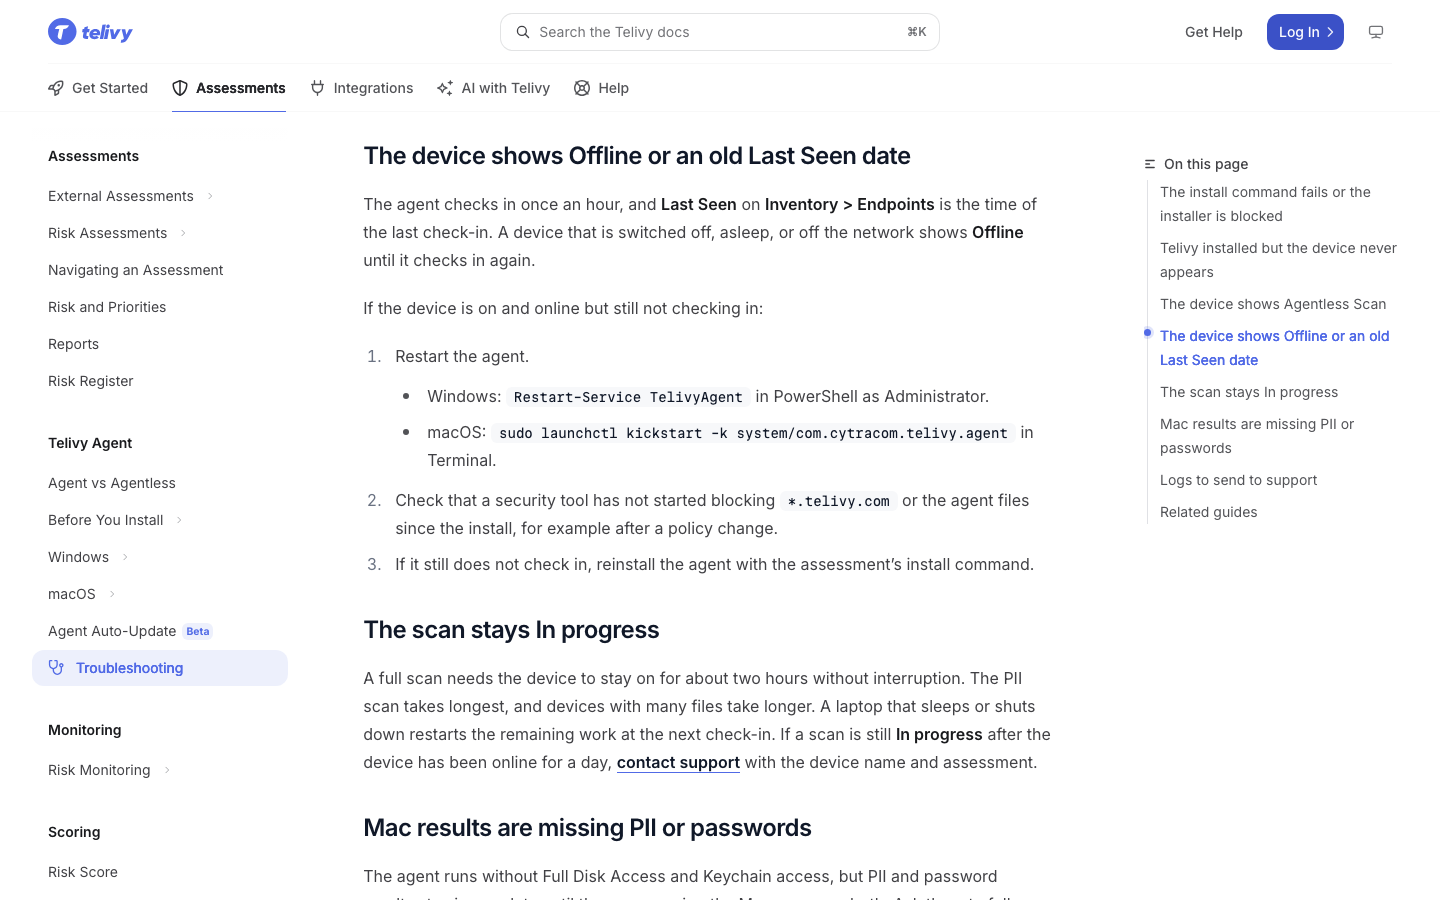 telivy
Search the Telivy docs
⌘K
Get Help
Log In
Get Started
Assessments
Integrations
AI with Telivy
Help
Assessments
External Assessments
Risk Assessments
Navigating an Assessment
Risk and Priorities
Reports
Risk Register
Telivy Agent
Agent vs Agentless
Before You Install
Windows
macOS
Agent Auto-Update Beta
Troubleshooting
Monitoring
Risk Monitoring
Scoring
Risk Score
The device shows Offline or an old Last Seen date
The agent checks in once an hour, and Last Seen on Inventory > Endpoints is the time of
the last check-in. A device that is switched off, asleep, or off the network shows Offline
until it checks in again.
If the device is on and online but still not checking in:
1. Restart the agent.
• Windows: Restart-Service TelivyAgent in PowerShell as Administrator.
• macOS: sudo launchctl kickstart -k system/com.cytracom.telivy.agent in
Terminal.
2. Check that a security tool has not started blocking *.telivy.com or the agent files
since the install, for example after a policy change.
3. If it still does not check in, reinstall the agent with the assessment's install command.
The scan stays In progress
A full scan needs the device to stay on for about two hours without interruption. The PII
scan takes longest, and devices with many files take longer. A laptop that sleeps or shuts
down restarts the remaining work at the next check-in. If a scan is still In progress after the
device has been online for a day, contact support with the device name and assessment.
Mac results are missing PII or passwords
The agent runs without Full Disk Access and Keychain access, but PII and password
On this page
The install command fails or the
installer is blocked
Telivy installed but the device never
appears
The device shows Agentless Scan
The device shows Offline or an old
Last Seen date
The scan stays In progress
Mac results are missing PII or
passwords
Logs to send to support
Related guides